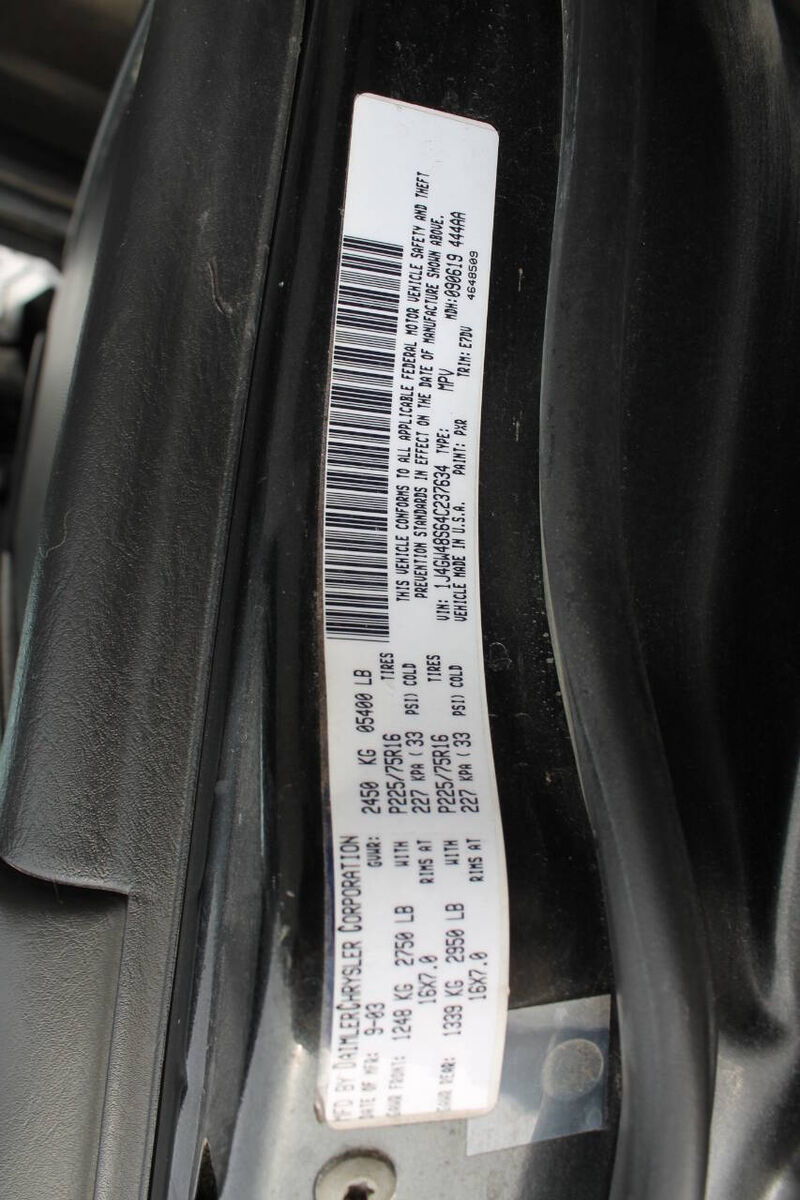 MFD BY DAIMLERCHRYSLER CORPORATION
DATE OF MFR: 9-03 GVWR: 2450 KG 05400 LB
GAWR FRONT: 1248 KG 2750 LB WITH P225/75R16 TIRES
16X7.0 RIMS AT 227 KPA ( 33 PSI) COLD
GAWR REAR: 1339 KG 2950 LB WITH P225/75R16 TIRES
16X7.0 RIMS AT 227 KPA ( 33 PSI) COLD
THIS VEHICLE CONFORMS TO ALL APPLICABLE FEDERAL MOTOR VEHICLE SAFETY AND THEFT
PREVENTION STANDARDS IN EFFECT ON THE DATE OF MANUFACTURE SHOWN ABOVE.
VIN: 1J4GW48S64C237634 TYPE: MPV MDH:090619 444AA
VEHICLE MADE IN U.S.A. PAINT: PXR TRIM: E7DV 4648509